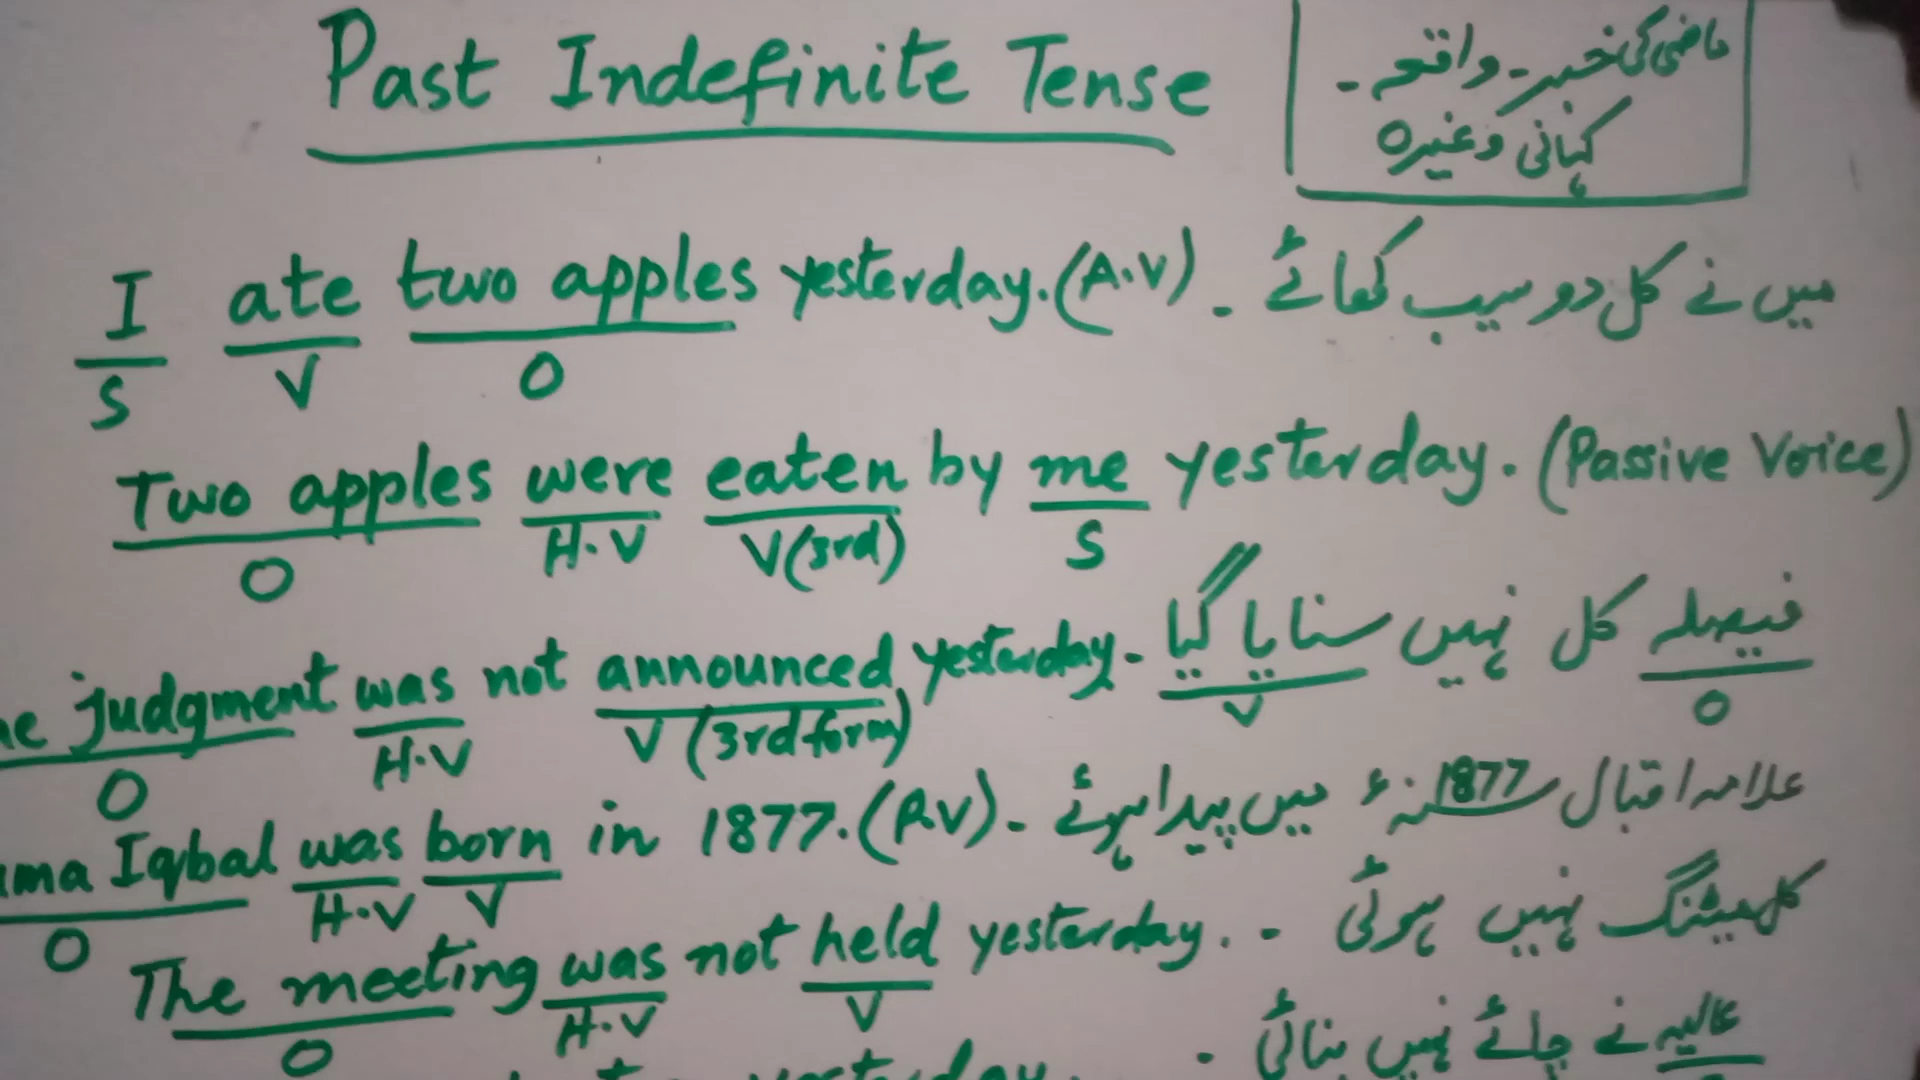 Past Indefinite Tense
ماضی کی خبر - واقعہ -
کہانی وغیرہ
I ate two apples yesterday. (A.V) میں نے کل دو سیب کھائے -
S V O
Two apples were eaten by me yesterday. (Passive Voice)
O H.V V(3rd) S
judgment was not announced yesterday. فیصلہ کل نہیں سنایا گیا -
O H.V V (3rd form) V O
Iqbal was born in 1877. (A.V) علامہ اقبال 1877ء میں پیدا ہوئے -
O H.V V
The meeting was not held yesterday. کل میٹنگ نہیں ہوئی -
O H.V V
yesterday. عالیہ نے چائے نہیں بنائی -